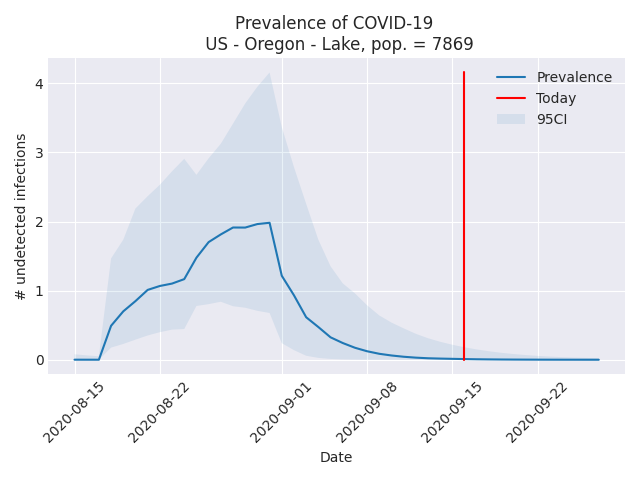 Prevalence of COVID-19
US - Oregon - Lake, pop. = 7869
# undetected infections
4
3
2
1
0
Prevalence
Today
95CI
2020-08-15
2020-08-22
2020-09-01
2020-09-08
2020-09-15
2020-09-22
Date